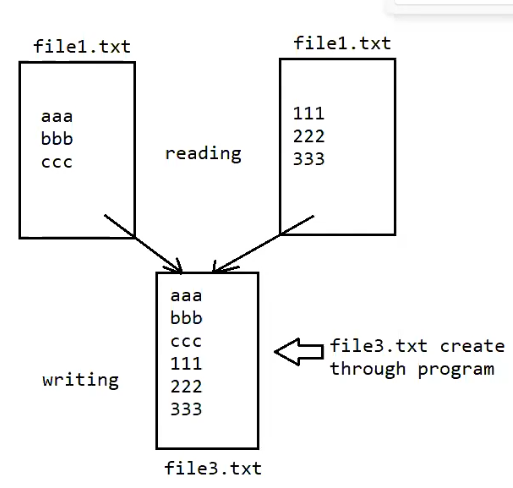 file1.txt
file1.txt
aaa
bbb
ccc
reading
111
222
333
aaa
bbb
ccc
111
222
333
writing
file3.txt create
through program
file3.txt